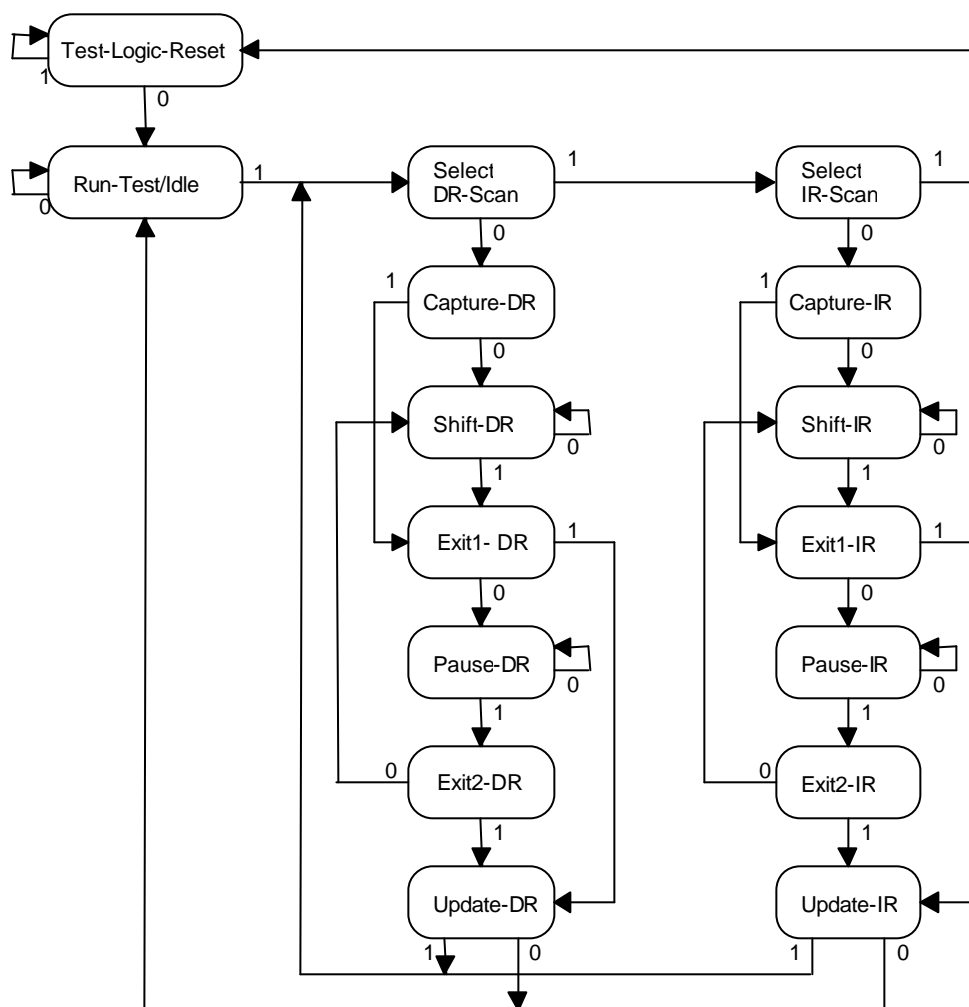 Test-Logic-Reset
1
0
Run-Test/Idle
0
1
Select
DR-Scan
1
0
Select
IR-Scan
1
0
1
Capture-DR
0
1
Capture-IR
0
Shift-DR
0
1
Shift-IR
0
1
Exit1- DR
1
0
Exit1-IR
1
0
Pause-DR
0
1
Pause-IR
0
1
0
Exit2-DR
1
0
Exit2-IR
1
Update-DR
1
0
Update-IR
1
0